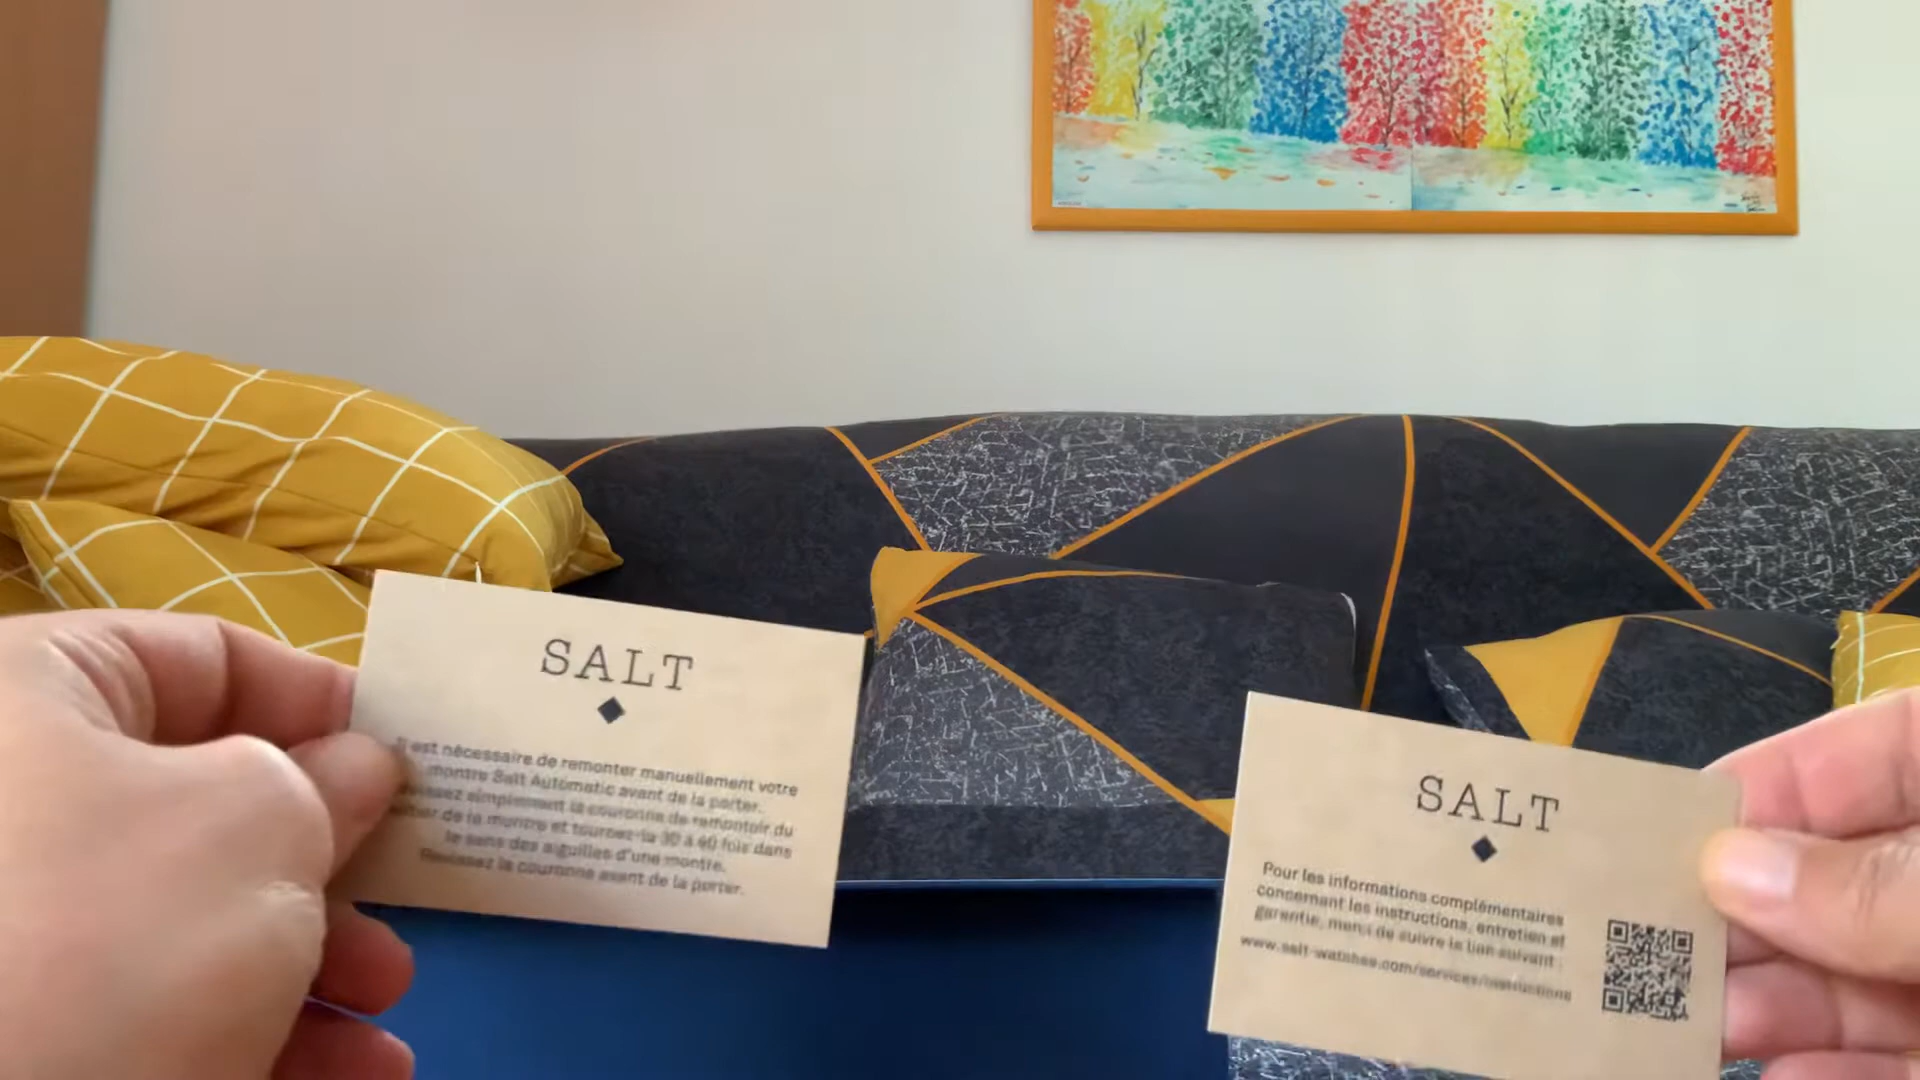 SALT
est nécessaire de remonter manuellement votre
montre Salt Automatic avant de la porter.
simplement la couronne de remontoir du
de la montre et tournez-la 30 à 40 fois dans
le sens des aiguilles d'une montre.
Revissez la couronne avant de la porter.
SALT
Pour les informations complémentaires
concernant les instructions, entretien et
garantie, merci de suivre le lien suivant :
www.salt-watches.com/services/instructions